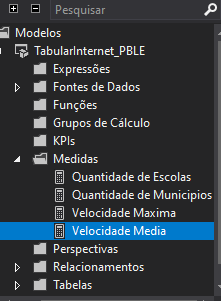 Pesquisar
Modelos
TabularInternet_PBLE
Expressões
Fontes de Dados
Funções
Grupos de Cálculo
KPIs
Medidas
Quantidade de Escolas
Quantidade de Municipios
Velocidade Maxima
Velocidade Media
Perspectivas
Relacionamentos
Tabelas